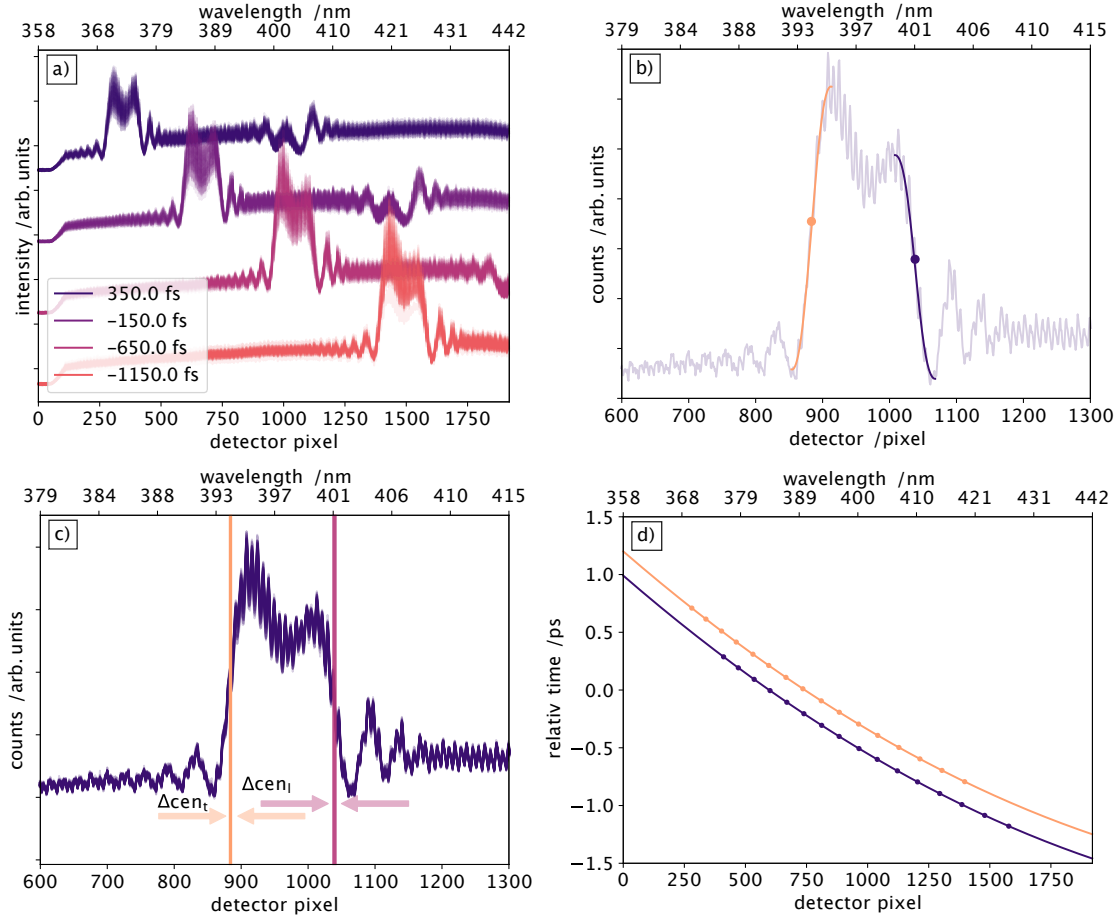 wavelength /nm
358 368 379 389 400 410 421 431 442
a)
intensity /arb. units
350.0 fs
–150.0 fs
–650.0 fs
–1150.0 fs
0 250 500 750 1000 1250 1500 1750
detector pixel
wavelength /nm
379 384 388 393 397 401 406 410 415
b)
counts /arb. units
600 700 800 900 1000 1100 1200 1300
detector /pixel
wavelength /nm
379 384 388 393 397 401 406 410 415
c)
counts /arb. units
Δcen_t
Δcen_l
600 700 800 900 1000 1100 1200 1300
detector pixel
wavelength /nm
358 368 379 389 400 410 421 431 442
d)
relativ time /ps
1.5
1.0
0.5
0.0
−0.5
−1.0
−1.5
0 250 500 750 1000 1250 1500 1750
detector pixel